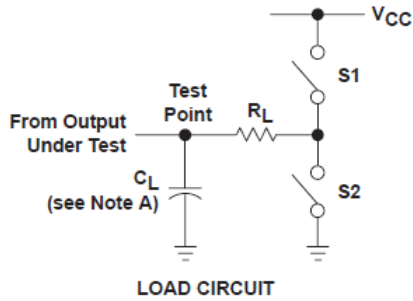 VCC
S1
Test
Point
RL
From Output
Under Test
CL
(see Note A)
S2
LOAD CIRCUIT